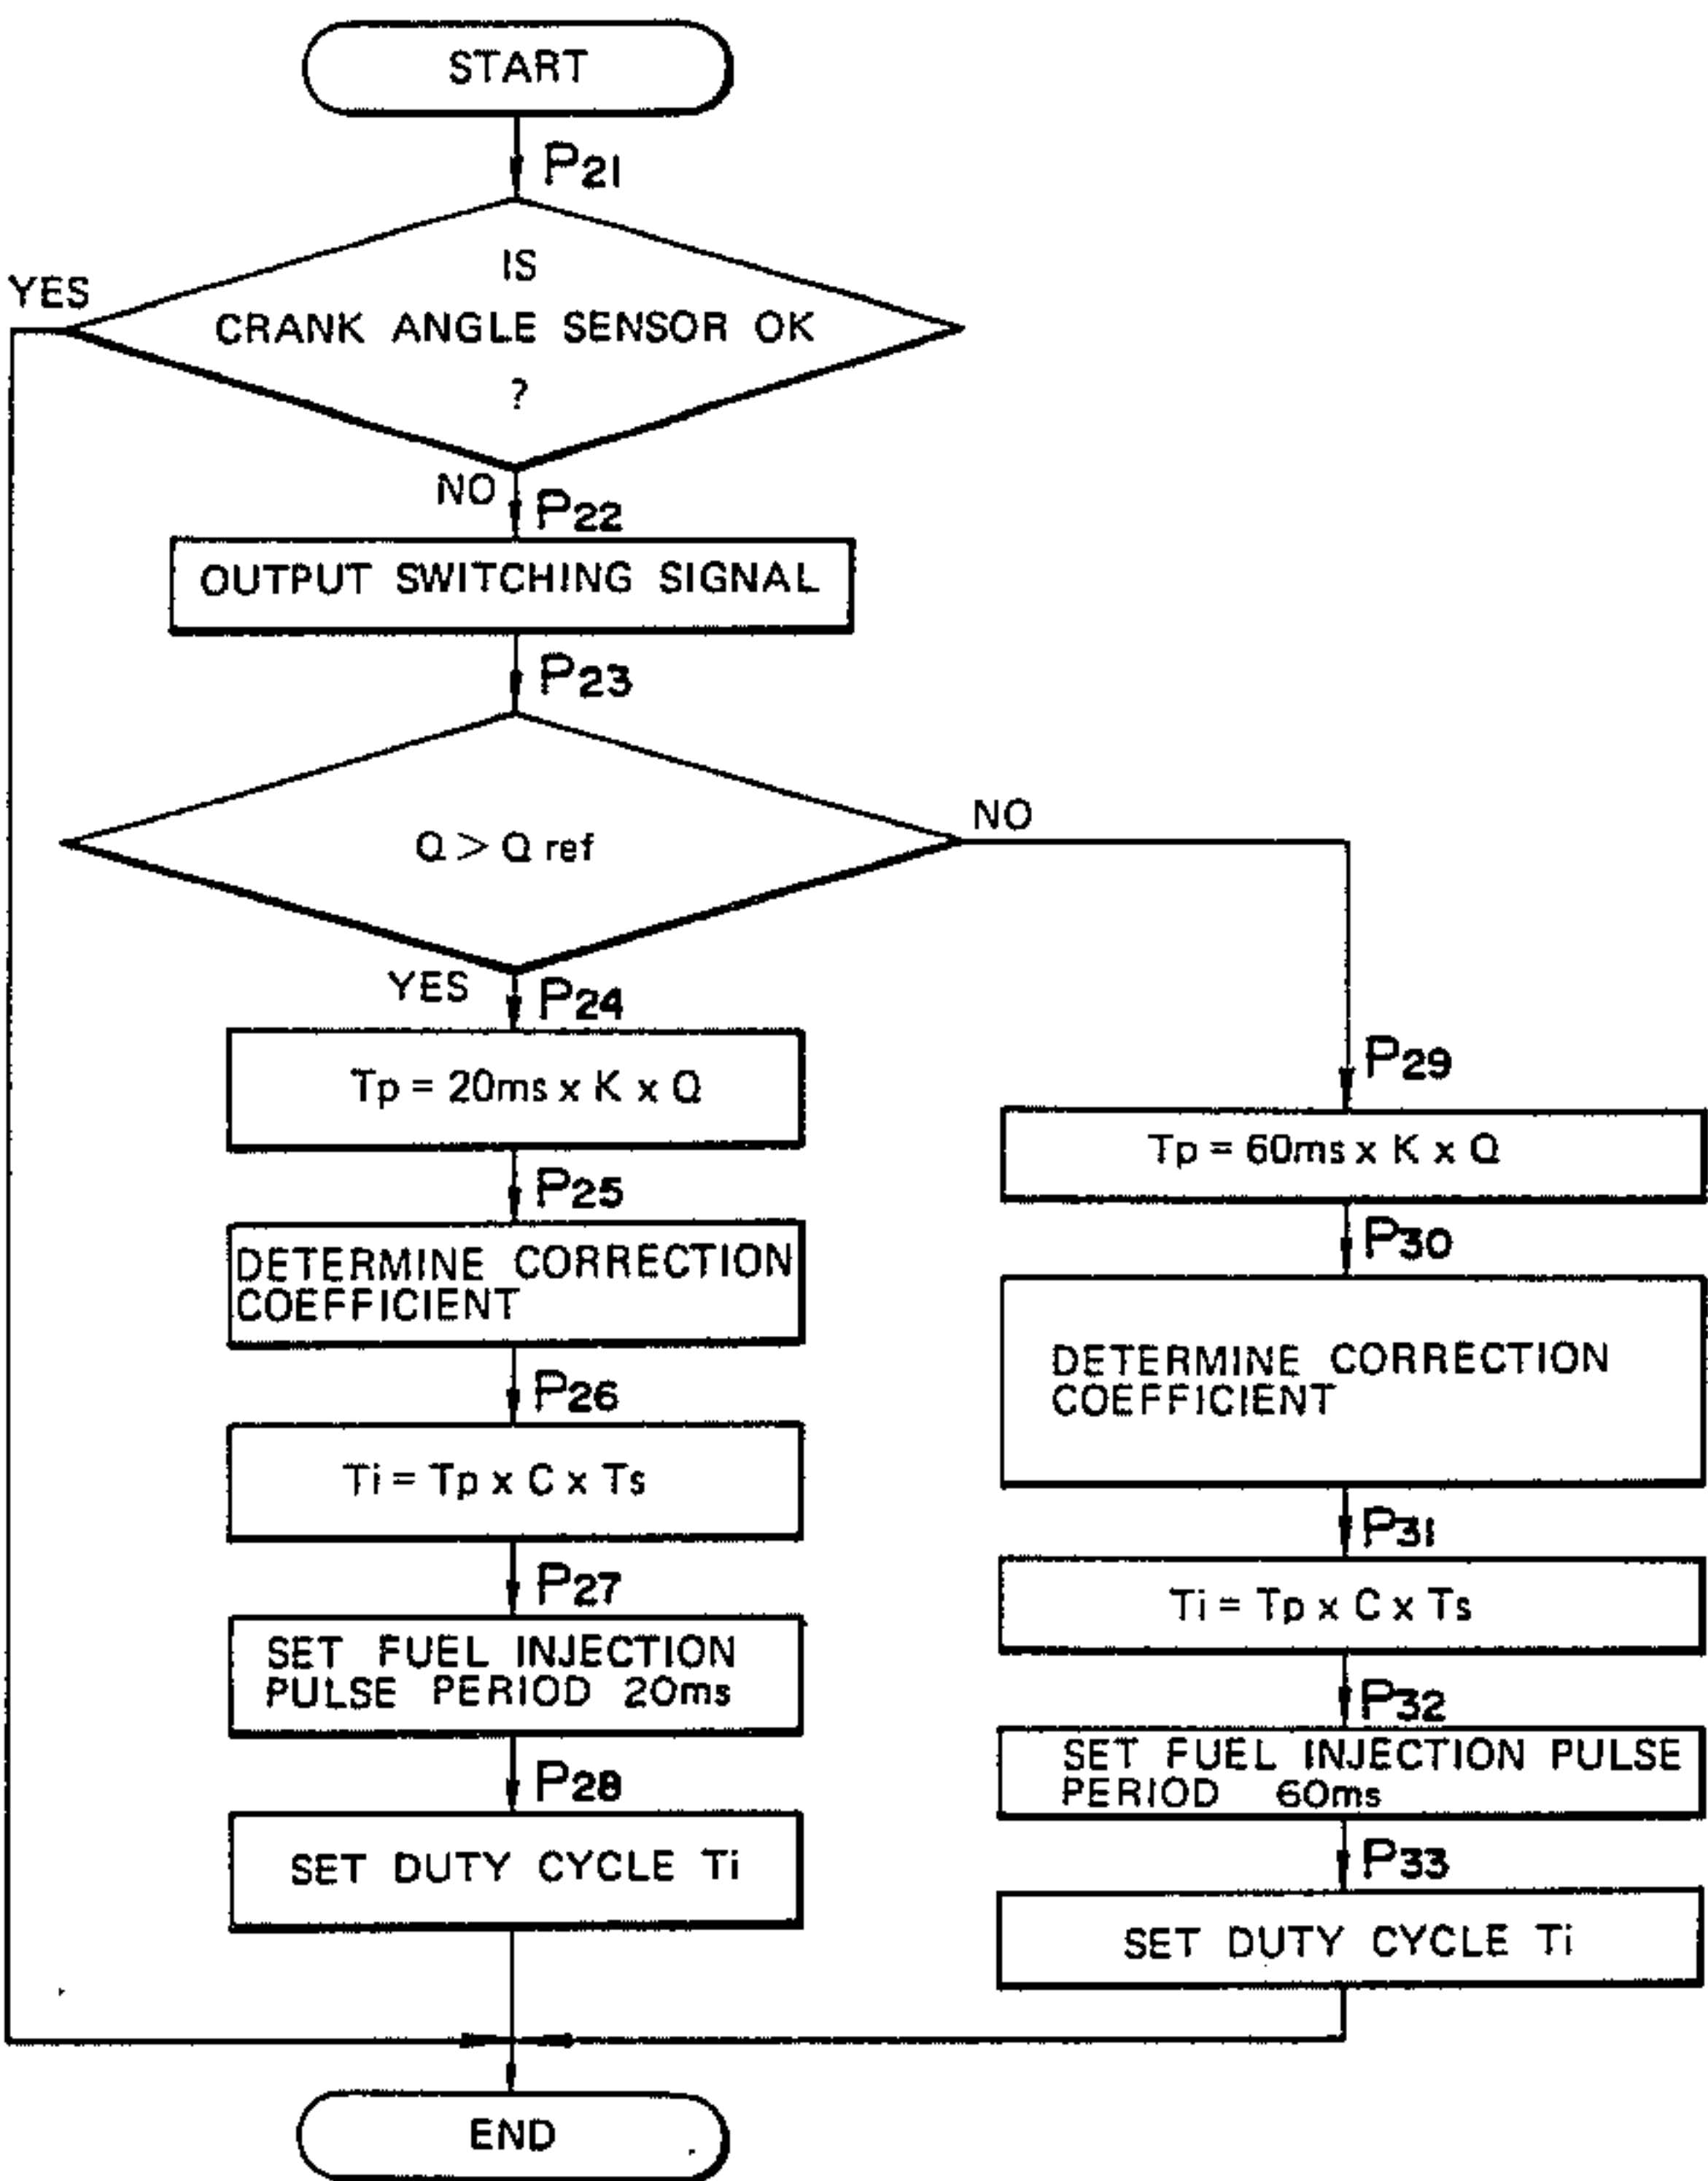 START
P21
IS
CRANK ANGLE SENSOR OK
?
YES
NO
P22
OUTPUT SWITCHING SIGNAL
P23
Q > Q ref
NO
YES
P24
Tp = 20ms x K x Q
P25
DETERMINE CORRECTION
COEFFICIENT
P26
Ti = Tp x C x Ts
P27
SET FUEL INJECTION
PULSE PERIOD 20ms
P28
SET DUTY CYCLE Ti
P29
Tp = 60ms x K x Q
P30
DETERMINE CORRECTION
COEFFICIENT
P31
Ti = Tp x C x Ts
P32
SET FUEL INJECTION PULSE
PERIOD 60ms
P33
SET DUTY CYCLE Ti
END